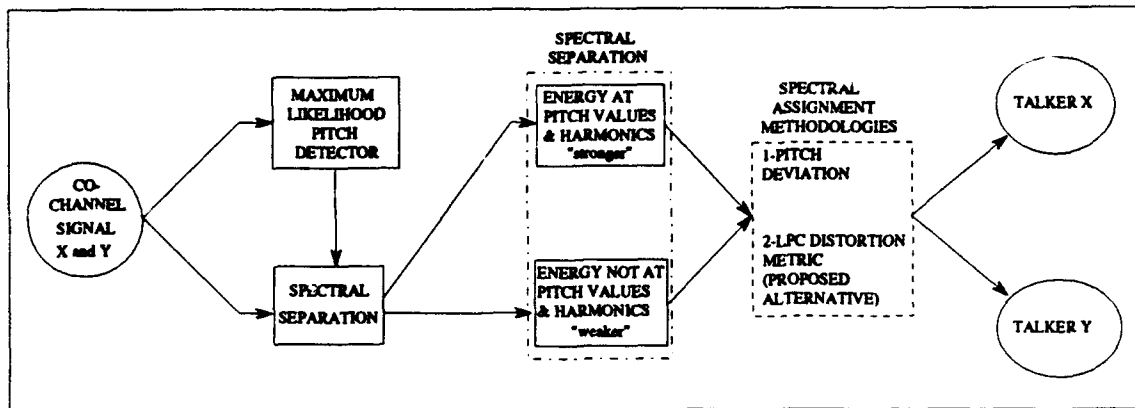 CO-
CHANNEL
SIGNAL
X and Y
MAXIMUM
LIKELIHOOD
PITCH
DETECTOR
SPECTRAL
SEPARATION
SPECTRAL
SEPARATION
ENERGY AT
PITCH VALUES
& HARMONICS
"stronger"
ENERGY NOT AT
PITCH VALUES
& HARMONICS
"weaker"
SPECTRAL
ASSIGNMENT
METHODOLOGIES
1-PITCH
DEVIATION
2-LPC DISTORTION
METRIC
(PROPOSED
ALTERNATIVE)
TALKER X
TALKER Y